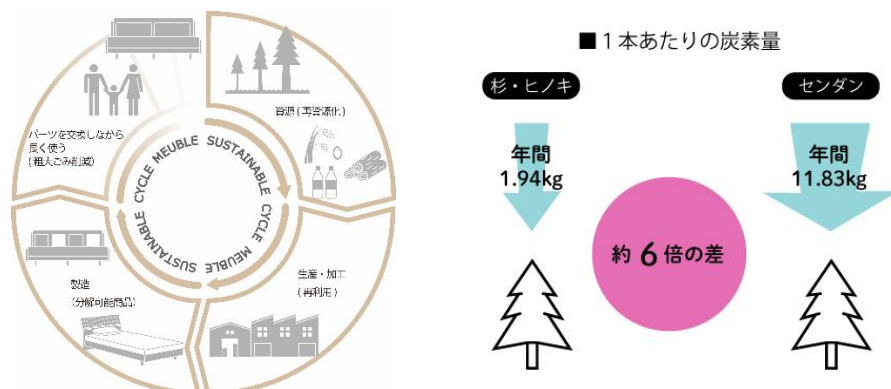 資源(再資源化)
生産・加工
(再利用)
製造
(分解可能商品)
パーツを交換しながら
長く使う
(粗大ごみ削減)
SUSTAINABLE CYCLE MEUBLE SUSTAINABLE CYCLE MEUBLE
■1本あたりの炭素量
杉・ヒノキ
年間
1.94kg
センダン
年間
11.83kg
約6倍の差